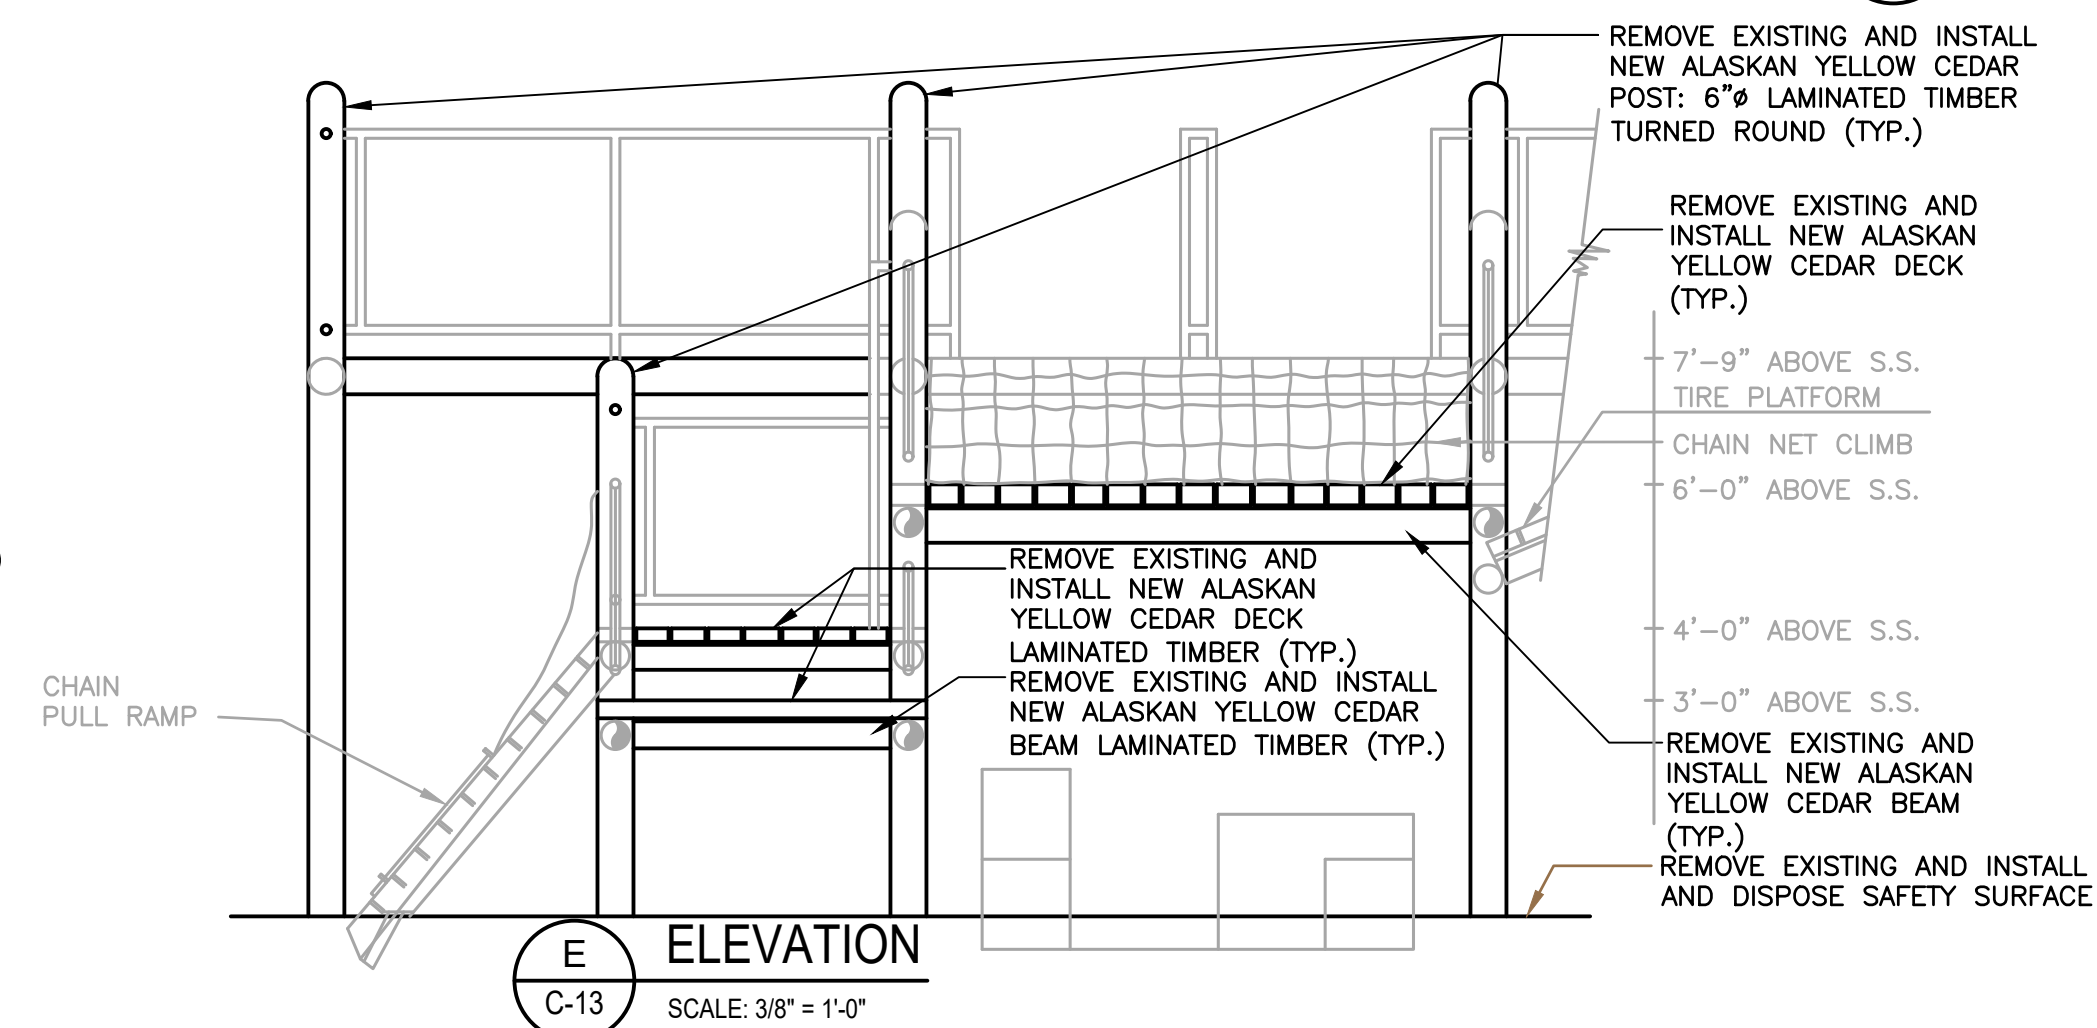 REMOVE EXISTING AND INSTALL
NEW ALASKAN YELLOW CEDAR
POST: 6"ø LAMINATED TIMBER
TURNED ROUND (TYP.)
REMOVE EXISTING AND
INSTALL NEW ALASKAN
YELLOW CEDAR DECK
(TYP.)
7'-9" ABOVE S.S.
TIRE PLATFORM
CHAIN NET CLIMB
6'-0" ABOVE S.S.
REMOVE EXISTING AND
INSTALL NEW ALASKAN
YELLOW CEDAR DECK
LAMINATED TIMBER (TYP.)
REMOVE EXISTING AND INSTALL
NEW ALASKAN YELLOW CEDAR
BEAM LAMINATED TIMBER (TYP.)
4'-0" ABOVE S.S.
3'-0" ABOVE S.S.
CHAIN
PULL RAMP
REMOVE EXISTING AND
INSTALL NEW ALASKAN
YELLOW CEDAR BEAM
(TYP.)
REMOVE EXISTING AND INSTALL
AND DISPOSE SAFETY SURFACE
E
C-13
ELEVATION
SCALE: 3/8" = 1'-0"